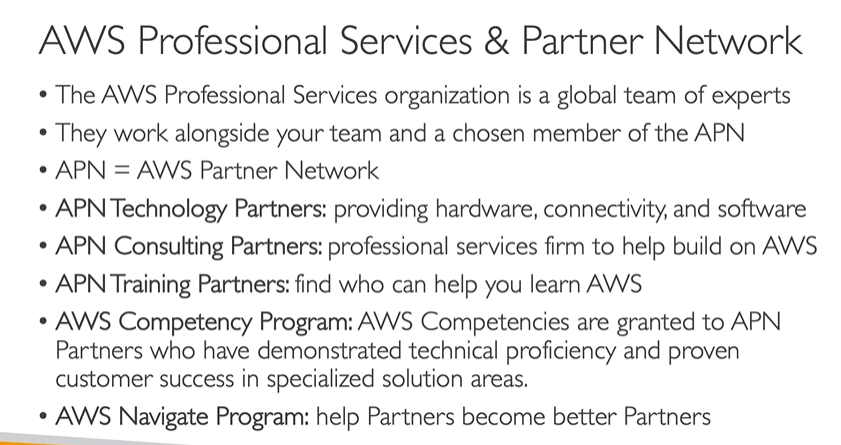 AWS Professional Services & Partner Network
• The AWS Professional Services organization is a global team of experts
• They work alongside your team and a chosen member of the APN
• APN = AWS Partner Network
• APN Technology Partners: providing hardware, connectivity, and software
• APN Consulting Partners: professional services firm to help build on AWS
• APN Training Partners: find who can help you learn AWS
• AWS Competency Program: AWS Competencies are granted to APN
Partners who have demonstrated technical proficiency and proven
customer success in specialized solution areas.
• AWS Navigate Program: help Partners become better Partners